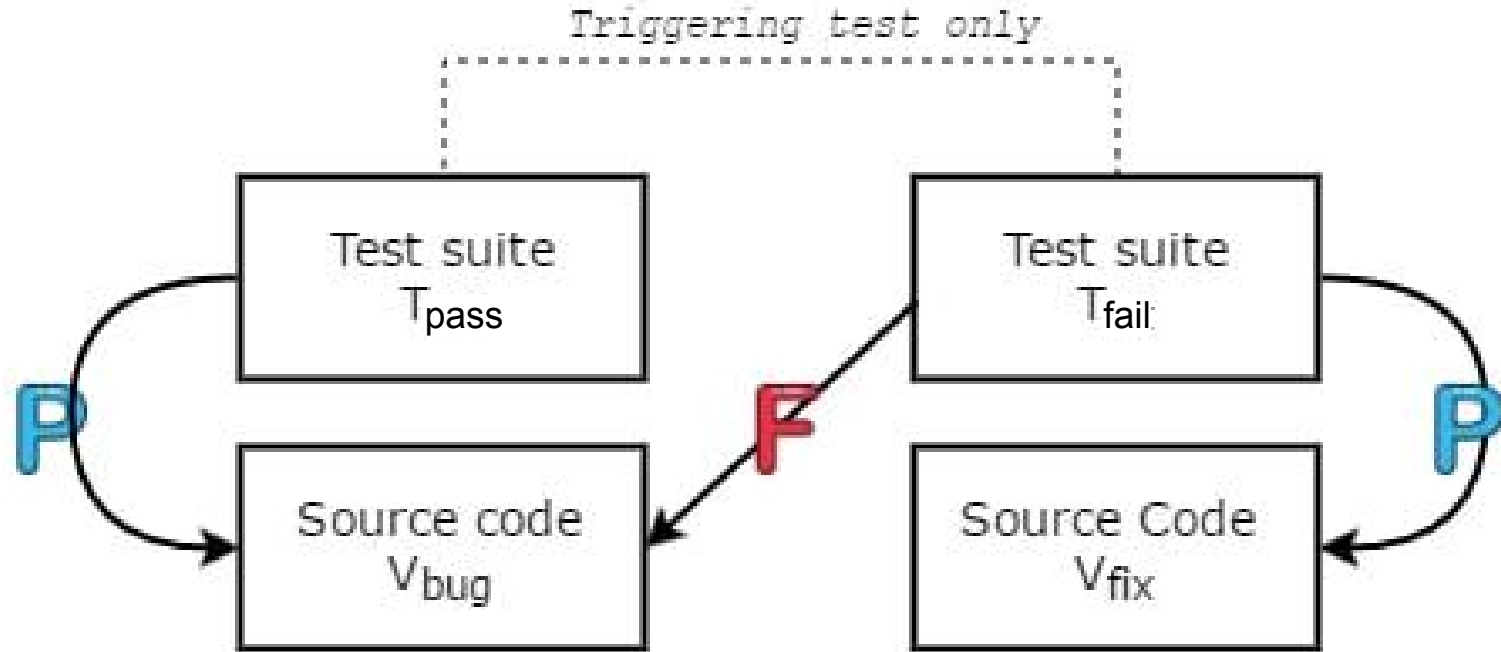 Triggering test only
Test suite
Tpass
Test suite
Tfail
P
F
P
Source code
Vbug
Source Code
Vfix